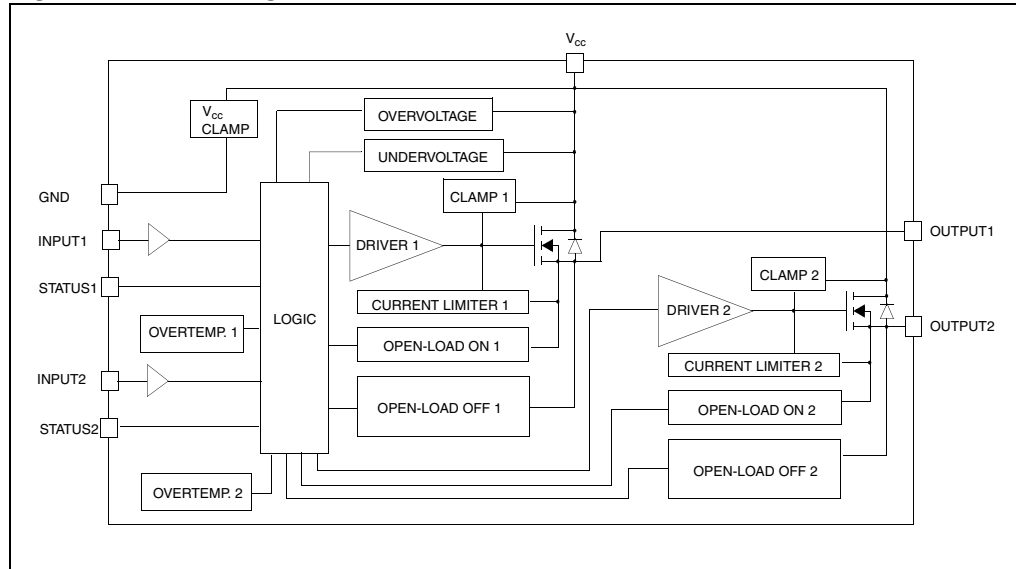 Vcc
Vcc
CLAMP
OVERVOLTAGE
UNDERVOLTAGE
GND
CLAMP 1
INPUT1
DRIVER 1
OUTPUT1
STATUS1
CLAMP 2
CURRENT LIMITER 1
LOGIC
DRIVER 2
OVERTEMP. 1
OPEN-LOAD ON 1
OUTPUT2
INPUT2
CURRENT LIMITER 2
OPEN-LOAD OFF 1
OPEN-LOAD ON 2
STATUS2
OPEN-LOAD OFF 2
OVERTEMP. 2